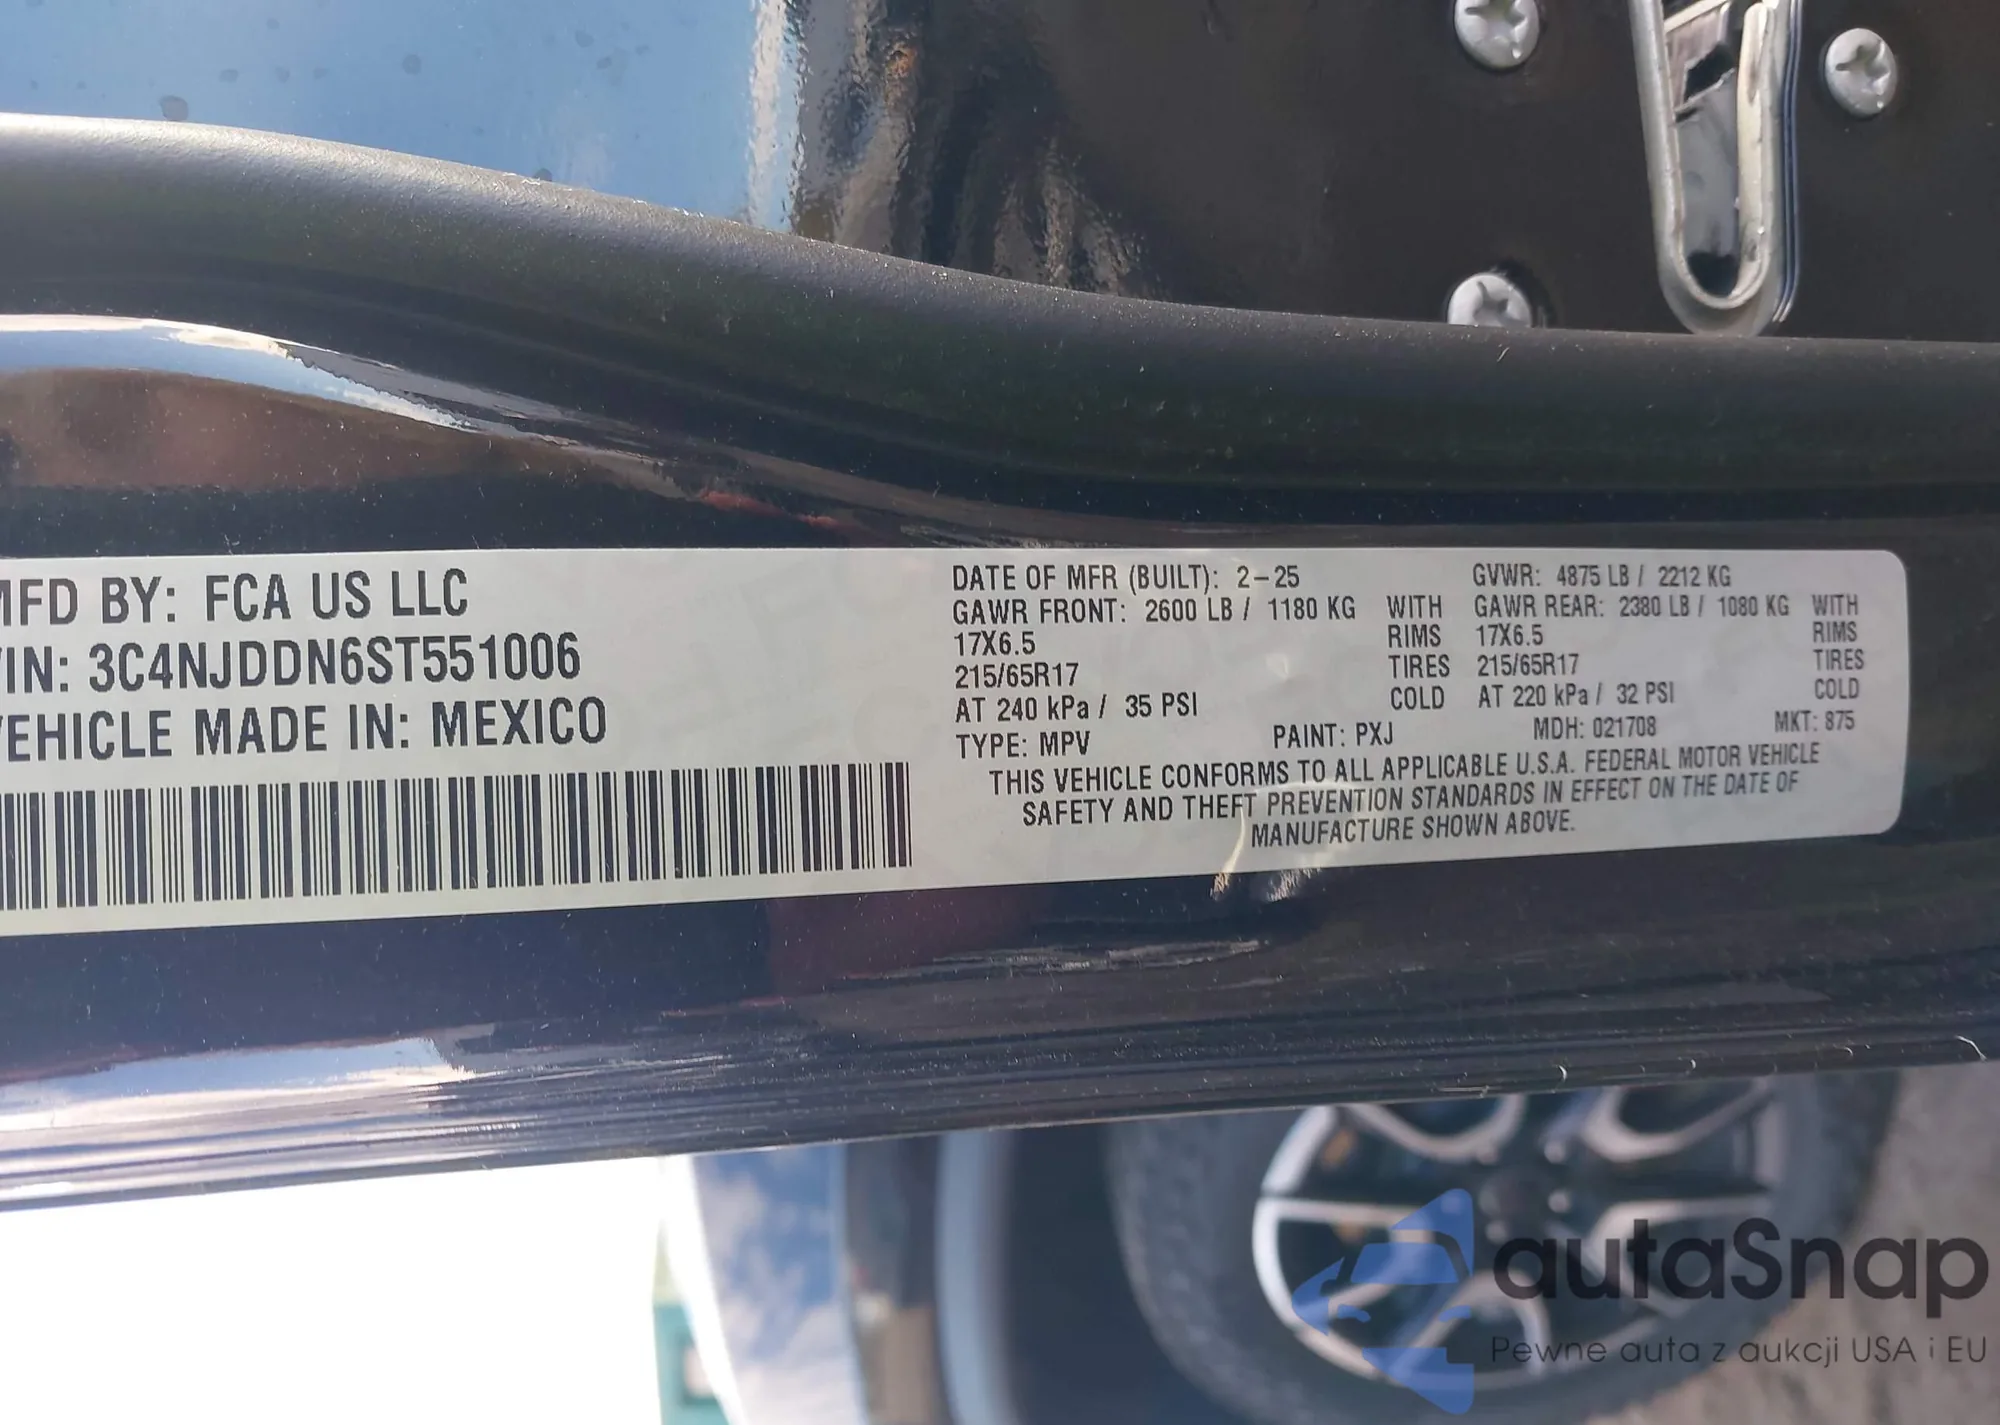 MFD BY: FCA US LLC
VIN: 3C4NJDDN6ST551006
VEHICLE MADE IN: MEXICO
DATE OF MFR (BUILT): 2-25 GVWR: 4875 LB / 2212 KG
GAWR FRONT: 2600 LB / 1180 KG WITH GAWR REAR: 2380 LB / 1080 KG WITH
17X6.5 RIMS 17X6.5 RIMS
215/65R17 TIRES 215/65R17 TIRES
AT 240 kPa / 35 PSI COLD AT 220 kPa / 32 PSI COLD
TYPE: MPV PAINT: PXJ MDH: 021708 MKT: 875
THIS VEHICLE CONFORMS TO ALL APPLICABLE U.S.A. FEDERAL MOTOR VEHICLE
SAFETY AND THEFT PREVENTION STANDARDS IN EFFECT ON THE DATE OF
MANUFACTURE SHOWN ABOVE.
autaSnap
Pewne auta z aukcji USA i EU